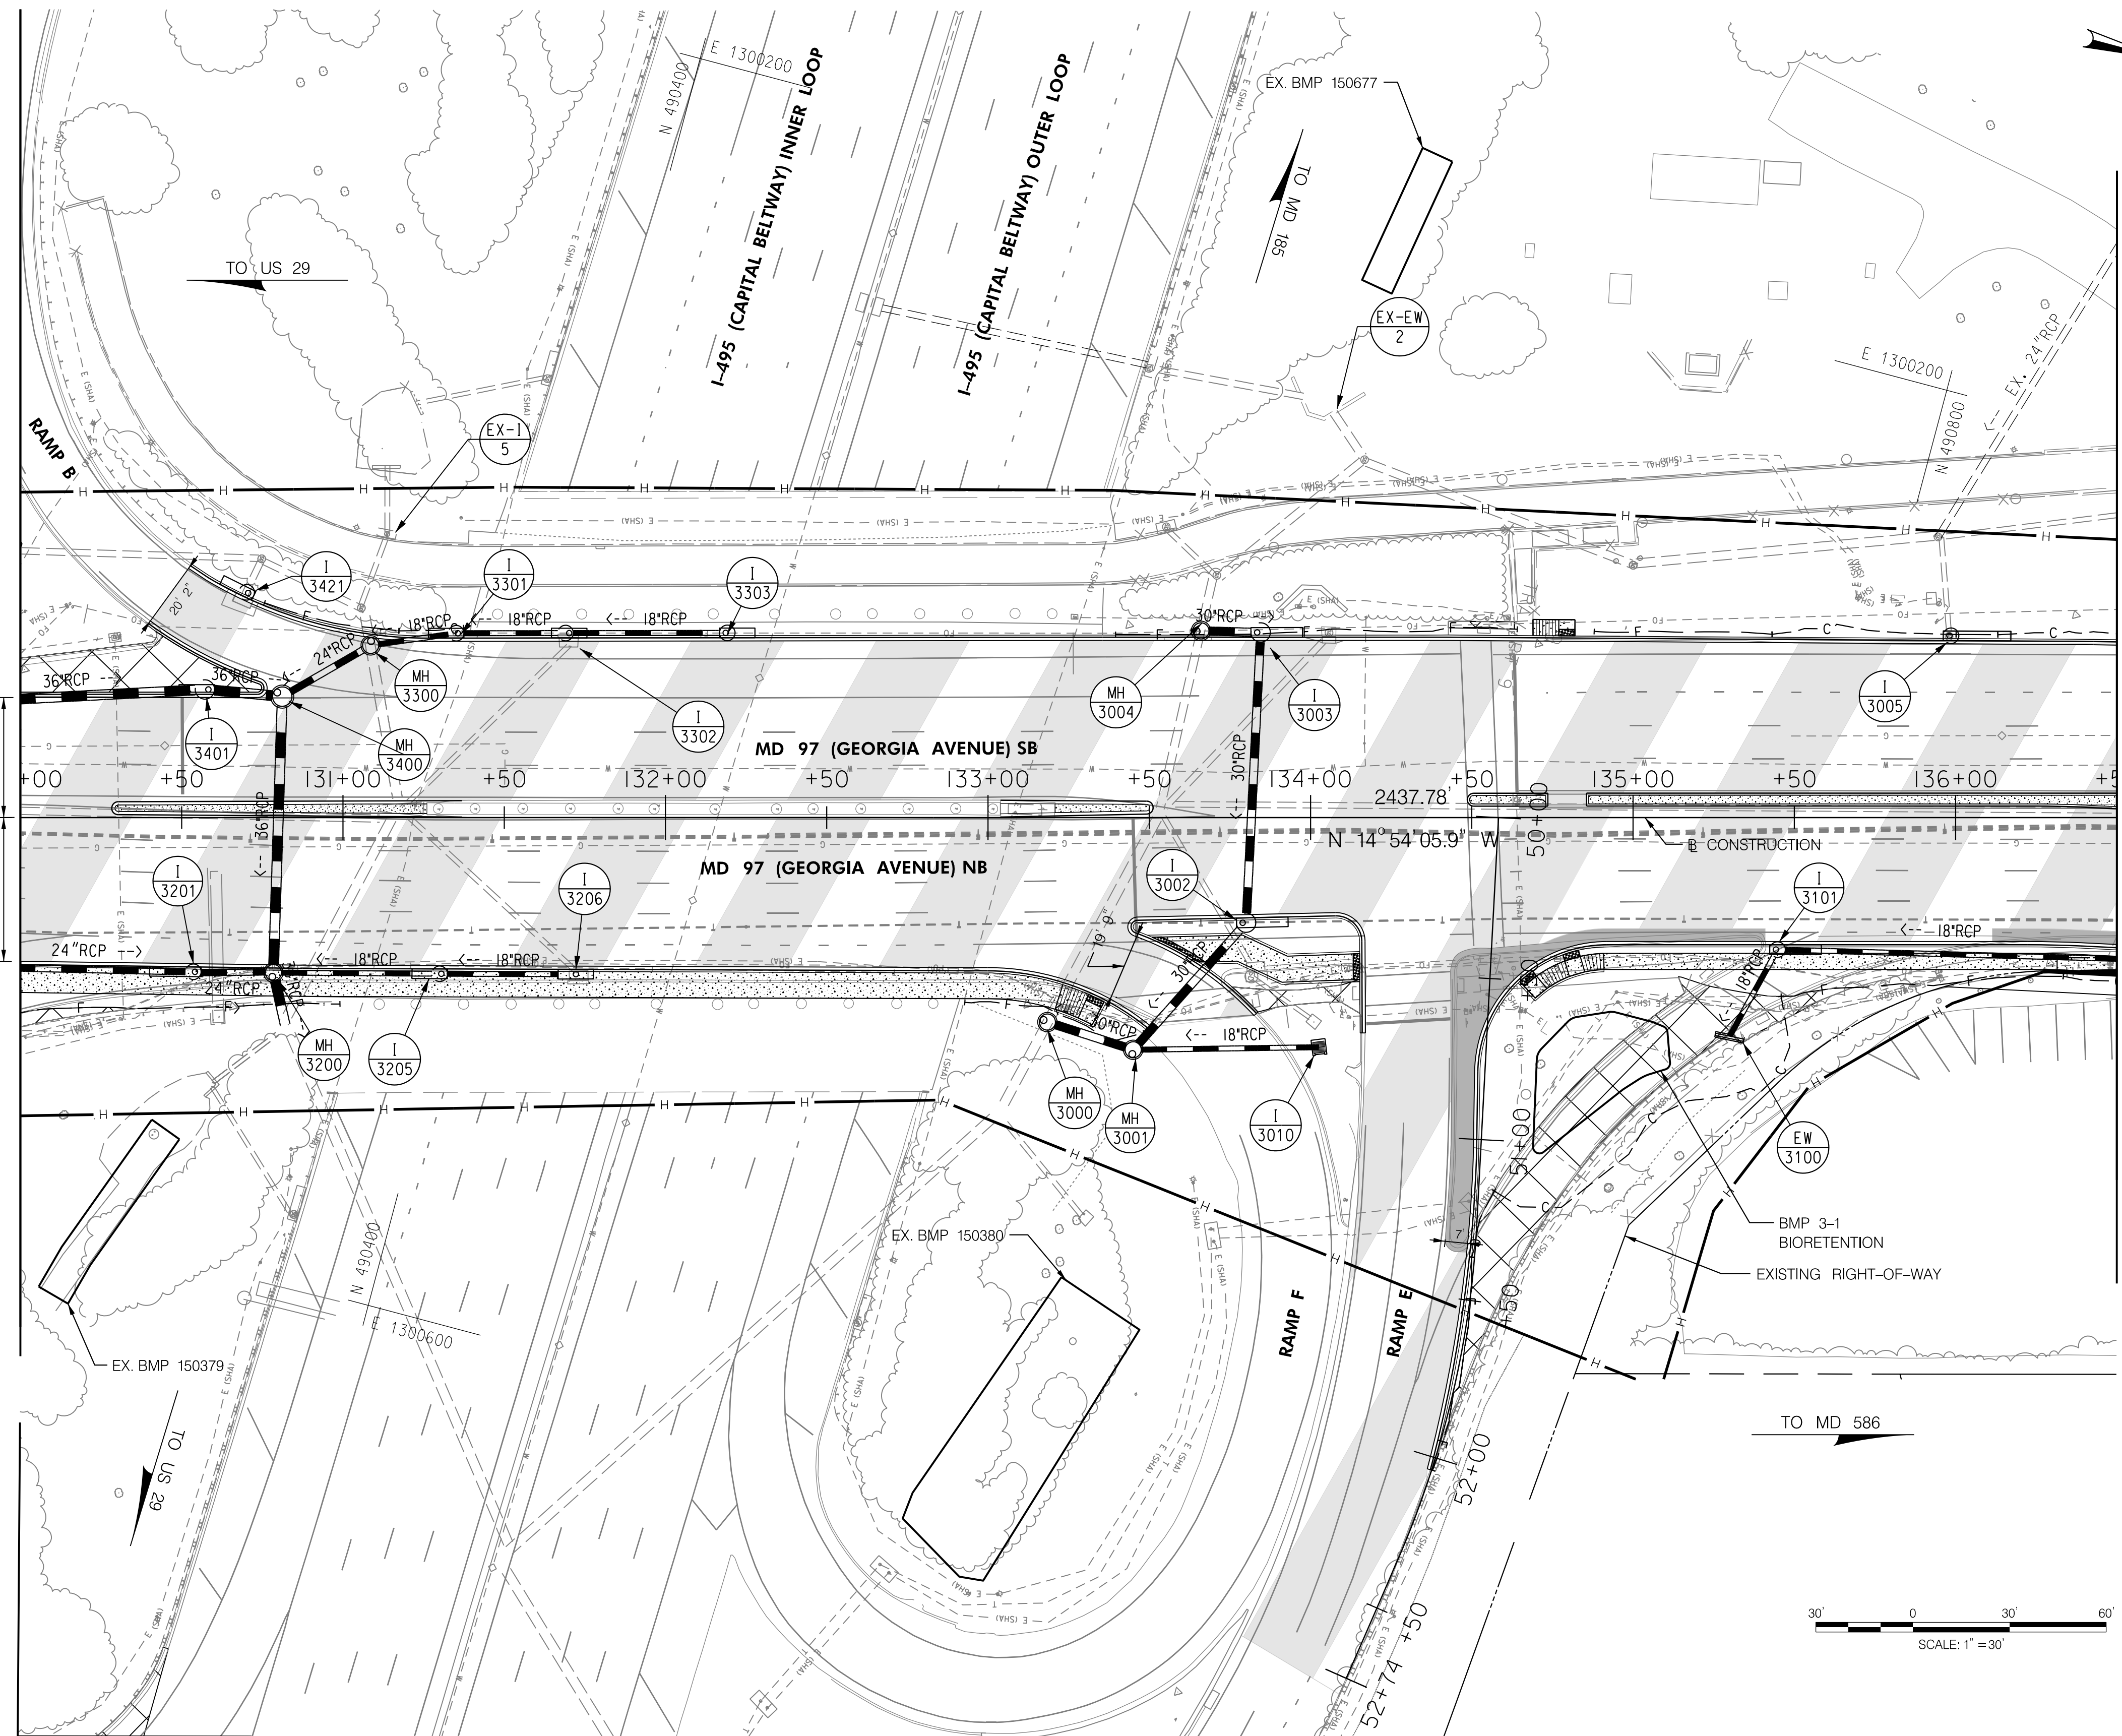 E 1300200
N 490400
I-495 (CAPITAL BELTWAY) INNER LOOP
I-495 (CAPITAL BELTWAY) OUTER LOOP
EX. BMP 150677
TO MD 185
TO US 29
EX-EW
2
E 1300200
N 490800
EX. 24"RCP
RAMP B
EX-I
5
H H H H H H H H H H H H H H H
E (SHA)
E (SHA)
E (SHA)
20' 2"
I
3421
I
3301
I
3303
18"RCP
<-- 18"RCP
<-- 18"RCP
24"RCP
30"RCP
36"RCP
36"RCP
MH
3300
I
3302
MH
3004
I
3003
I
3005
I
3401
MH
3400
MD 97 (GEORGIA AVENUE) SB
+00
+50
131+00
+50
132+00
+50
133+00
+50
134+00
+50
135+00
+50
136+00
2437.78'
N 14° 54' 05.9" W
50+00
CONSTRUCTION
<-- 36"RCP
<-- 30"RCP
MD 97 (GEORGIA AVENUE) NB
I
3201
I
3206
I
3002
I
3101
24"RCP -->
<-- 18"RCP
<-- 18"RCP
<-- 18"RCP
24"RCP
19' 9"
<-- 30"RCP
30"RCP
<-- 18"RCP
<-- 18"RCP
+50
MH
3200
I
3205
MH
3000
MH
3001
I
3010
EW
3100
51+00
BMP 3-1
BIORETENTION
EXISTING RIGHT-OF-WAY
7'
+50
EX. BMP 150380
N 490400
E 1300600
EX. BMP 150379
RAMP F
RAMP E
TO US 29
TO MD 586
52+00
+50
52+74
30' 0 30' 60'
SCALE: 1" = 30'